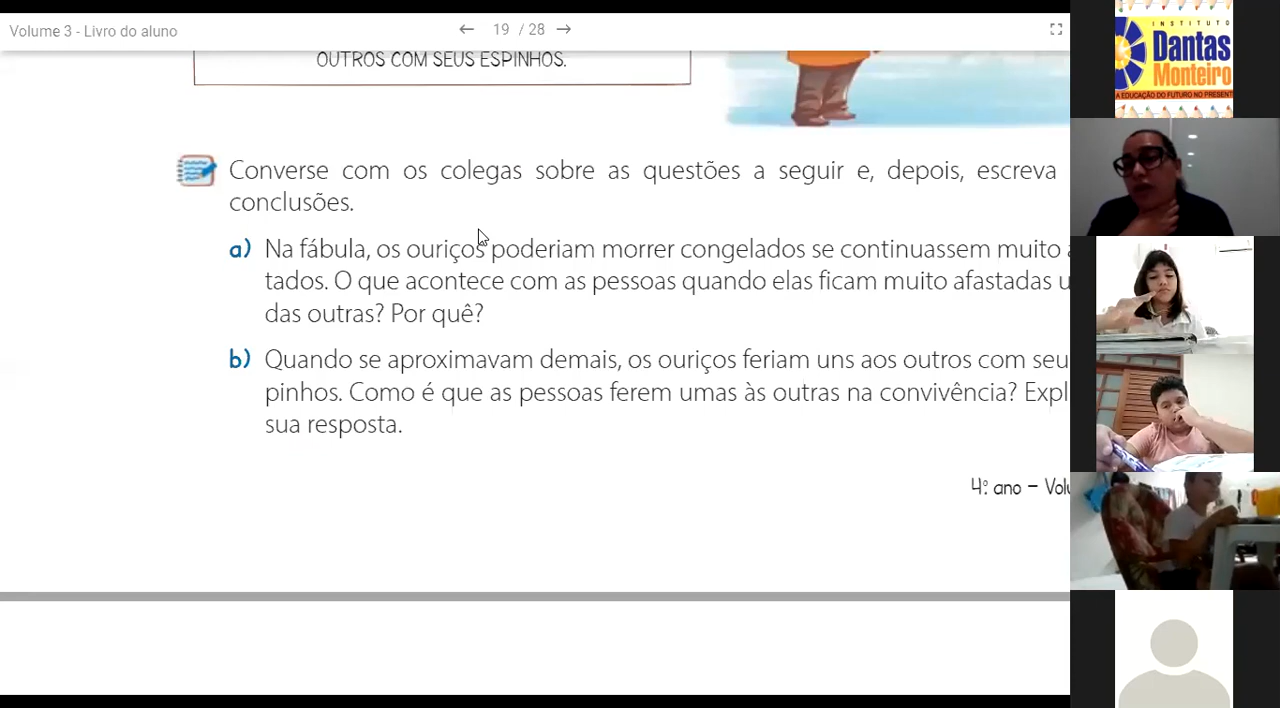 Volume 3 - Livro do aluno
19 / 28
OUTROS COM SEUS ESPINHOS.
Converse com os colegas sobre as questões a seguir e, depois, escreva
conclusões.
a) Na fábula, os ouriços poderiam morrer congelados se continuassem muito a
tados. O que acontece com as pessoas quando elas ficam muito afastadas u
das outras? Por quê?
b) Quando se aproximavam demais, os ouriços feriam uns aos outros com seu
pinhos. Como é que as pessoas ferem umas às outras na convivência? Expl
sua resposta.
4º. ano – Volu
INSTITUTO
Dantas
Monteiro
A EDUCAÇÃO DO FUTURO NO PRESENT